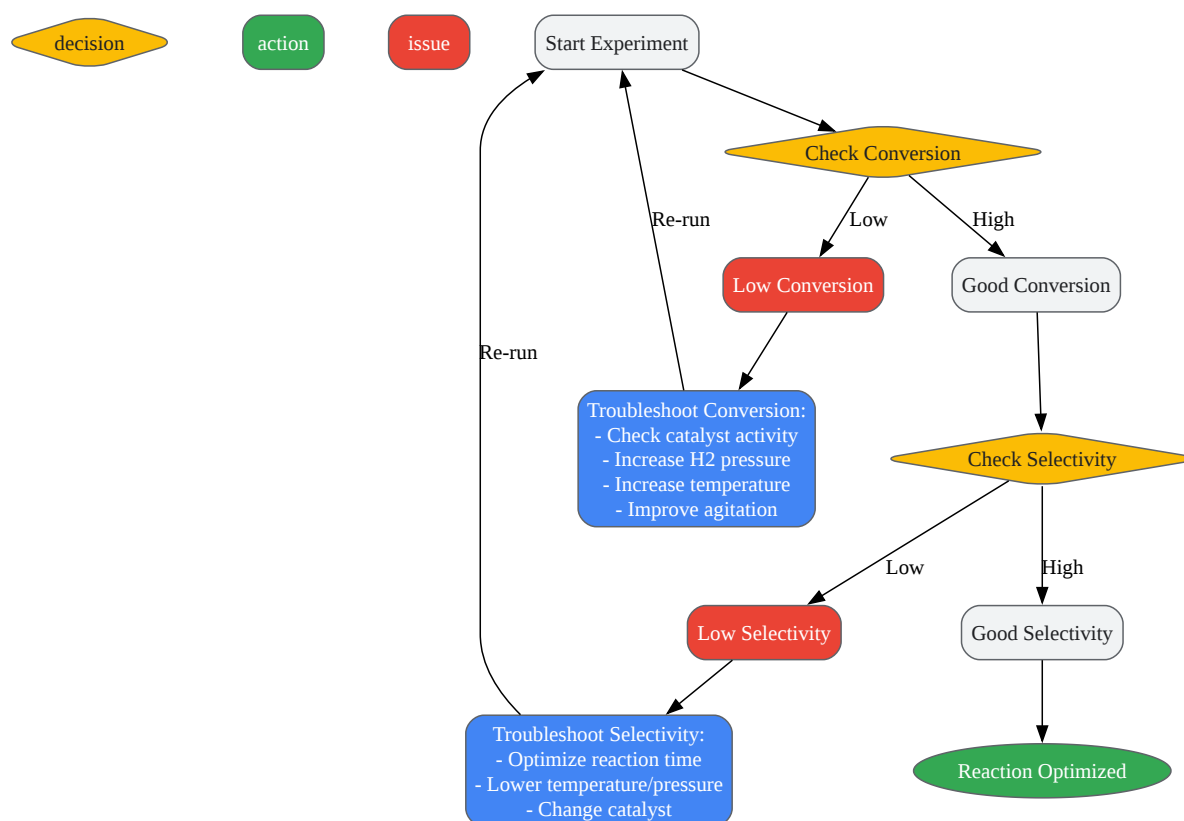 decision
action
issue
Start Experiment
Check Conversion
Re-run
Low
High
Low Conversion
Good Conversion
Re-run
Troubleshoot Conversion:
- Check catalyst activity
- Increase H2 pressure
- Increase temperature
- Improve agitation
Check Selectivity
Low
High
Low Selectivity
Good Selectivity
Troubleshoot Selectivity:
- Optimize reaction time
- Lower temperature/pressure
- Change catalyst
Reaction Optimized